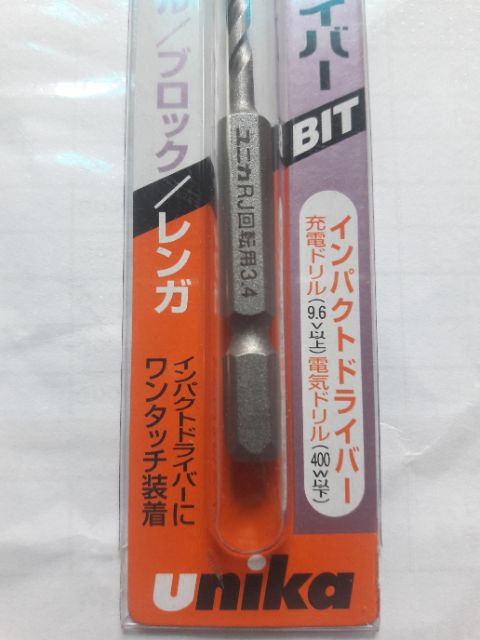 ル/ブロック/レンガ
イバー
BIT
ユニカRJ回転用3.4
インパクトドライバー
充電ドリル(9.6V以上)電気ドリル(400W以下)
インパクトドライバーに
ワンタッチ装着
unika